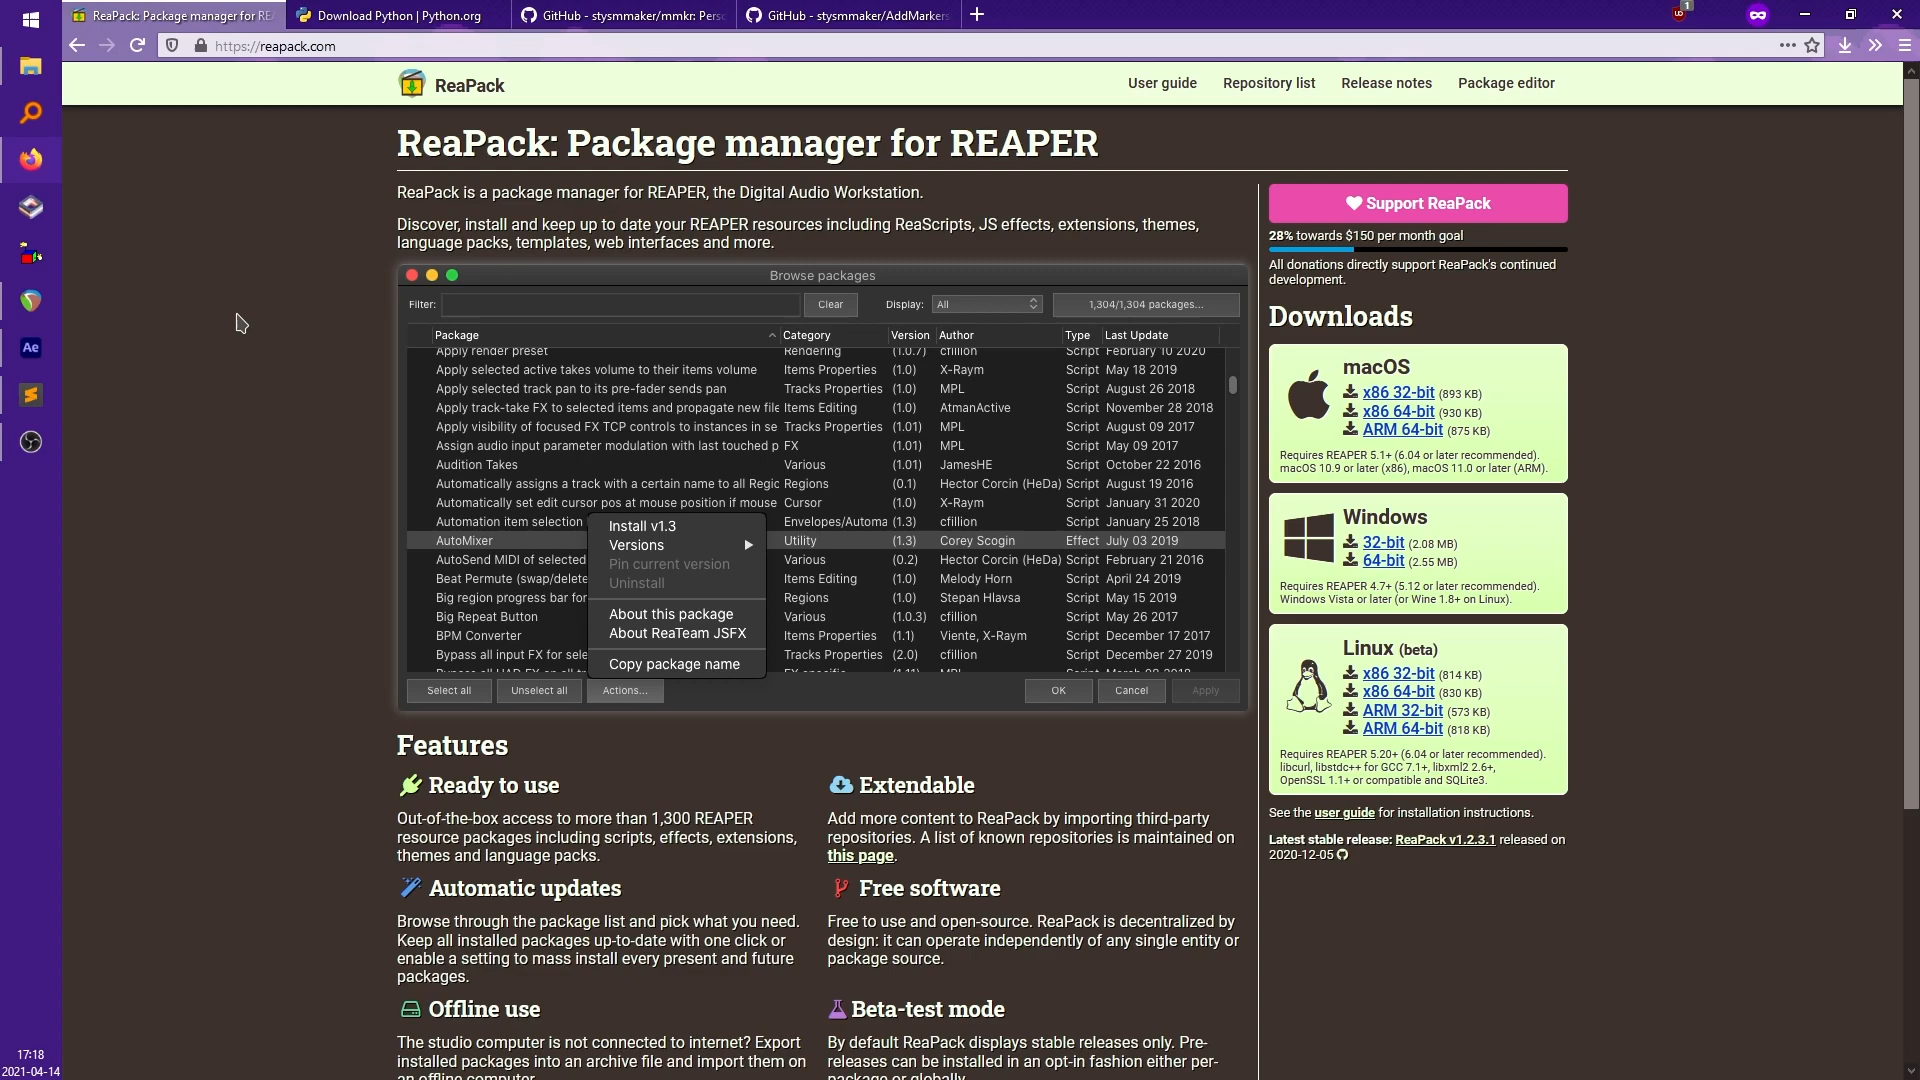 ReaPack: Package manager for REA
Download Python | Python.org
GitHub - stysmmaker/mmkr: Perso
GitHub - stysmmaker/AddMarkers
1
https://reapack.com
ReaPack
User guide
Repository list
Release notes
Package editor
ReaPack: Package manager for REAPER
ReaPack is a package manager for REAPER, the Digital Audio Workstation.
Discover, install and keep up to date your REAPER resources including ReaScripts, JS effects, extensions, themes,
language packs, templates, web interfaces and more.
Browse packages
Filter:
Clear
Display:
All
1,304/1,304 packages...
Package Category Version Author Type Last Update
Apply render preset Rendering (1.0.7) cfillion Script February 10 2020
Apply selected active takes volume to their items volume Items Properties (1.0) X-Raym Script May 18 2019
Apply selected track pan to its pre-fader sends pan Tracks Properties (1.0) MPL Script August 26 2018
Apply track-take FX to selected items and propagate new file Items Editing (1.0) AtmanActive Script November 28 2018
Apply visibility of focused FX TCP controls to instances in se Tracks Properties (1.01) MPL Script August 09 2017
Assign audio input parameter modulation with last touched p FX (1.01) MPL Script May 09 2017
Audition Takes Various (1.01) JamesHE Script October 22 2016
Automatically assigns a track with a certain name to all Regic Regions (0.1) Hector Corcin (HeDa) Script August 19 2016
Automatically set edit cursor pos at mouse position if mouse Cursor (1.0) X-Raym Script January 31 2020
Automation item selection Envelopes/Automa (1.3) cfillion Script January 25 2018
AutoMixer Utility (1.3) Corey Scogin Effect July 03 2019
AutoSend MIDI of selected Various (0.2) Hector Corcin (HeDa) Script February 21 2016
Beat Permute (swap/delete Items Editing (1.0) Melody Horn Script April 24 2019
Big region progress bar for Regions (1.0) Stepan Hlavsa Script May 15 2019
Big Repeat Button Various (1.0.3) cfillion Script May 26 2017
BPM Converter Items Properties (1.1) Viente, X-Raym Script December 17 2017
Bypass all input FX for sele Tracks Properties (2.0) cfillion Script December 27 2019
Install v1.3
Versions
Pin current version
Uninstall
About this package
About ReaTeam JSFX
Copy package name
Select all
Unselect all
Actions...
OK
Cancel
Apply
Features
Ready to use
Out-of-the-box access to more than 1,300 REAPER
resource packages including scripts, effects, extensions,
themes and language packs.
Extendable
Add more content to ReaPack by importing third-party
repositories. A list of known repositories is maintained on
this page.
Automatic updates
Browse through the package list and pick what you need.
Keep all installed packages up-to-date with one click or
enable a setting to mass install every present and future
packages.
Free software
Free to use and open-source. ReaPack is decentralized by
design: it can operate independently of any single entity or
package source.
Offline use
The studio computer is not connected to internet? Export
installed packages into an archive file and import them on
an offline computer.
Beta-test mode
By default ReaPack displays stable releases only. Pre-
releases can be installed in an opt-in fashion either per-
package or globally.
Support ReaPack
28% towards $150 per month goal
All donations directly support ReaPack's continued
development.
Downloads
macOS
x86 32-bit (893 KB)
x86 64-bit (930 KB)
ARM 64-bit (875 KB)
Requires REAPER 5.1+ (6.04 or later recommended).
macOS 10.9 or later (x86), macOS 11.0 or later (ARM).
Windows
32-bit (2.08 MB)
64-bit (2.55 MB)
Requires REAPER 4.7+ (5.12 or later recommended).
Windows Vista or later (or Wine 1.8+ on Linux).
Linux (beta)
x86 32-bit (814 KB)
x86 64-bit (830 KB)
ARM 32-bit (573 KB)
ARM 64-bit (818 KB)
Requires REAPER 5.20+ (6.04 or later recommended).
libcurl, libstdc++ for GCC 7.1+, libxml2 2.6+,
OpenSSL 1.1+ or compatible and SQLite3.
See the user guide for installation instructions.
Latest stable release: ReaPack v1.2.3.1 released on
2020-12-05
Ae
17:18
2021-04-14